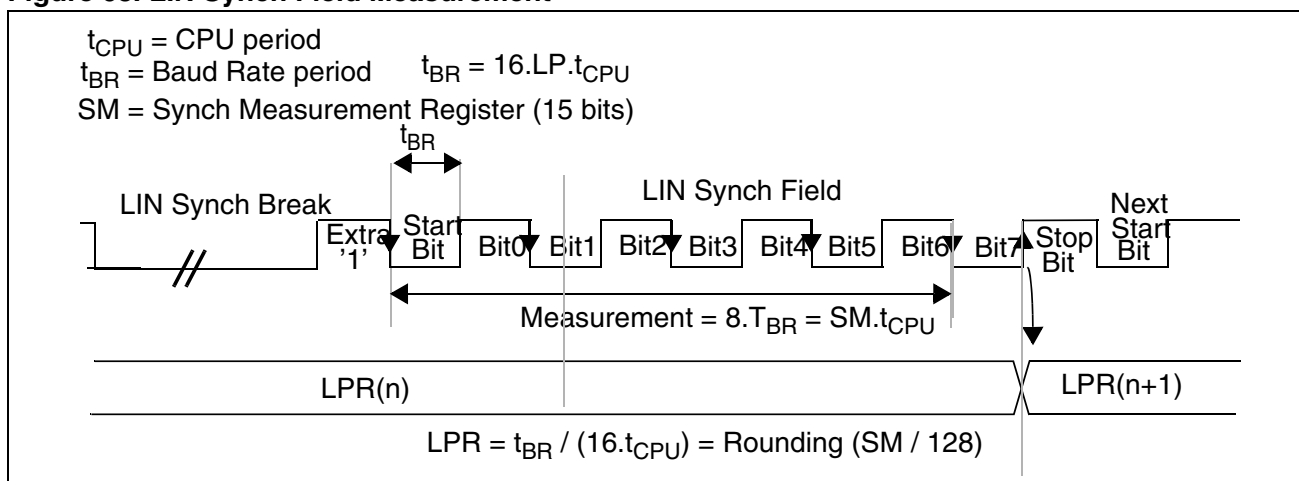 Figure 68. LIN Synch Field Measurement
tCPU = CPU period
tBR = Baud Rate period tBR = 16.LP.tCPU
SM = Synch Measurement Register (15 bits)
tBR
LIN Synch Break
LIN Synch Field
Extra
'1'
Start
Bit
Bit0
Bit1
Bit2
Bit3
Bit4
Bit5
Bit6
Bit7
Stop
Bit
Next
Start
Bit
Measurement = 8.TBR = SM.tCPU
LPR(n)
LPR(n+1)
LPR = tBR / (16.tCPU) = Rounding (SM / 128)